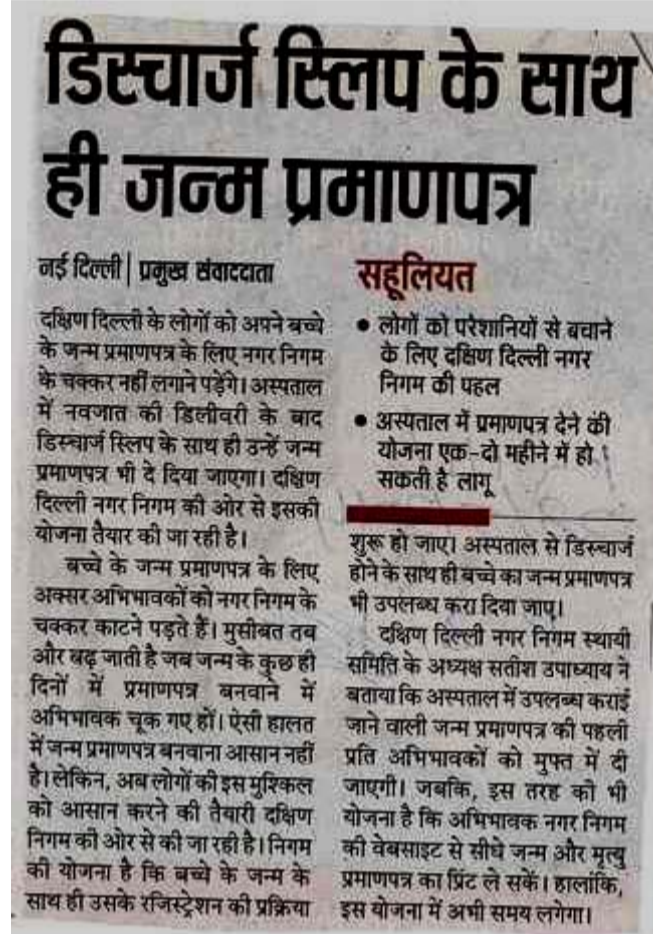 डिस्चार्ज स्लिप के साथ
ही जन्म प्रमाणपत्र
नई दिल्ली | प्रमुख संवाददाता
दक्षिण दिल्ली के लोगों को अपने बच्चे
के जन्म प्रमाणपत्र के लिए नगर निगम
के चक्कर नहीं लगाने पड़ेंगे। अस्पताल
में नवजात की डिलीवरी के बाद
डिस्चार्ज स्लिप के साथ ही उन्हें जन्म
प्रमाणपत्र भी दे दिया जाएगा। दक्षिण
दिल्ली नगर निगम की ओर से इसकी
योजना तैयार की जा रही है।
बच्चे के जन्म प्रमाणपत्र के लिए
अक्सर अभिभावकों को नगर निगम के
चक्कर काटने पड़ते हैं। मुसीबत तब
और बढ़ जाती है जब जन्म के कुछ ही
दिनों में प्रमाणपत्र बनवाने में
अभिभावक चूक गए हों। ऐसी हालत
में जन्म प्रमाणपत्र बनवाना आसान नहीं
है। लेकिन, अब लोगों की इस मुश्किल
को आसान करने की तैयारी दक्षिण
निगम की ओर से की जा रही है। निगम
की योजना है कि बच्चे के जन्म के
साथ ही उसके रजिस्ट्रेशन की प्रक्रिया
सहूलियत
• लोगों को परेशानियों से बचाने
के लिए दक्षिण दिल्ली नगर
निगम की पहल
• अस्पताल में प्रमाणपत्र देने की
योजना एक-दो महीने में हो
सकती है लागू
शुरू हो जाए। अस्पताल से डिस्चार्ज
होने के साथ ही बच्चे का जन्म प्रमाणपत्र
भी उपलब्ध करा दिया जाए।
दक्षिण दिल्ली नगर निगम स्थायी
समिति के अध्यक्ष सतीश उपाध्याय ने
बताया कि अस्पताल में उपलब्ध कराई
जाने वाली जन्म प्रमाणपत्र की पहली
प्रति अभिभावकों को मुफ्त में दी
जाएगी। जबकि, इस तरह की भी
योजना है कि अभिभावक नगर निगम
की वेबसाइट से सीधे जन्म और मृत्यु
प्रमाणपत्र का प्रिंट ले सकें। हालांकि,
इस योजना में अभी समय लगेगा।